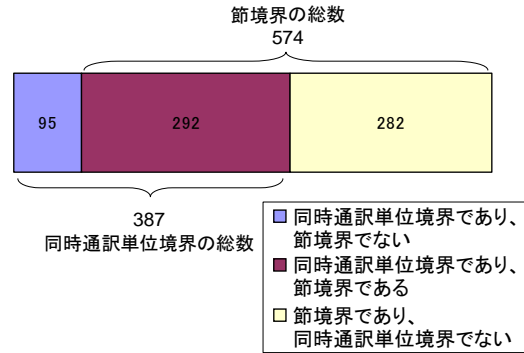 節境界の総数
574
95
292
282
387
同時通訳単位境界の総数
同時通訳単位境界であり、
節境界でない
同時通訳単位境界であり、
節境界である
節境界であり、
同時通訳単位境界でない